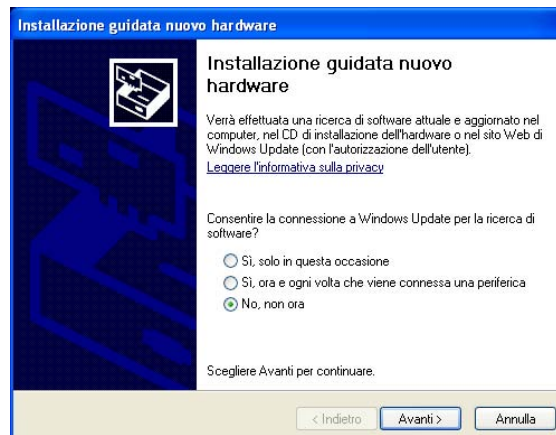 Installazione guidata nuovo hardware
Installazione guidata nuovo
hardware
Verrà effettuata una ricerca di software attuale e aggiornato nel
computer, nel CD di installazione dell'hardware o nel sito Web di
Windows Update (con l'autorizzazione dell'utente).
Leggere l'informativa sulla privacy
Consentire la connessione a Windows Update per la ricerca di
software?
Sì, solo in questa occasione
Sì, ora e ogni volta che viene connessa una periferica
No, non ora
Scegliere Avanti per continuare.
< Indietro Avanti > Annulla